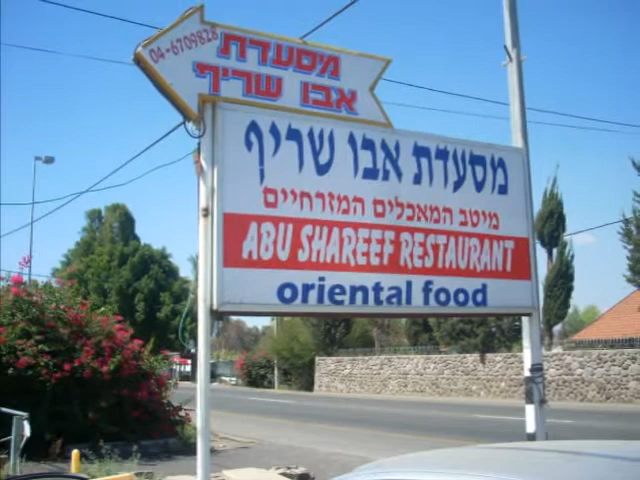 04-6709828
מסעדת
אבו שריף
מסעדת אבו שריף
מיטב המאכלים המזרחיים
ABU SHAREEF RESTAURANT
oriental food